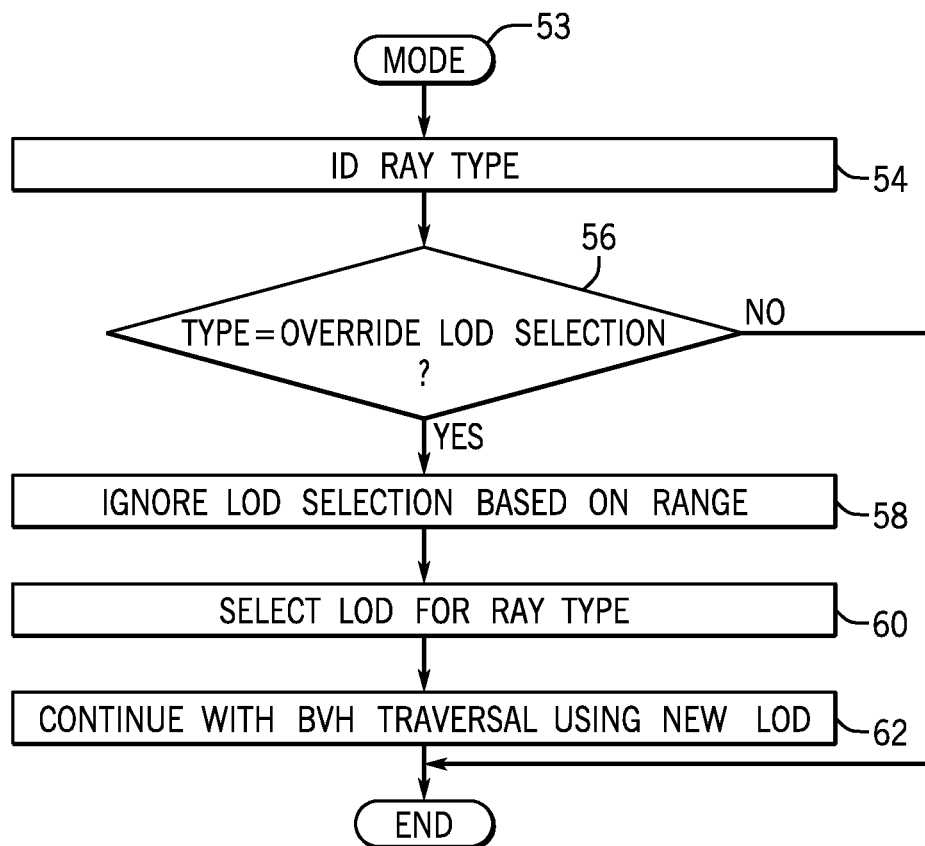 53
MODE
ID RAY TYPE
54
56
TYPE=OVERRIDE LOD SELECTION
?
NO
YES
IGNORE LOD SELECTION BASED ON RANGE
58
SELECT LOD FOR RAY TYPE
60
CONTINUE WITH BVH TRAVERSAL USING NEW LOD
62
END